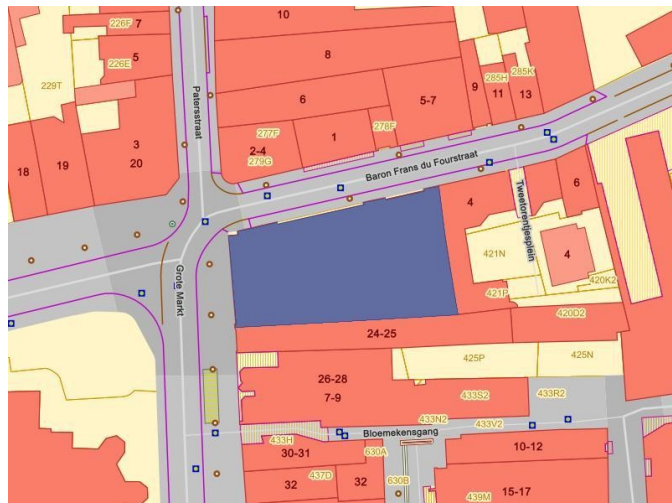 226F
7
10
5
226E
8
229T
285H
285K
9
11
13
6
5-7
3
20
19
18
Patersstraat
277F
2-4
279G
1
278F
Baron Frans du Fourstraat
4
6
Tweetorentjesplein
421N
4
420K2
421P
420D2
Grote Markt
24-25
425P
425N
26-28
7-9
433S2
433R2
433N2
433V2
Bloemekensgang
433H
30-31
630A
10-12
437D
32
32
630B
439M
15-17